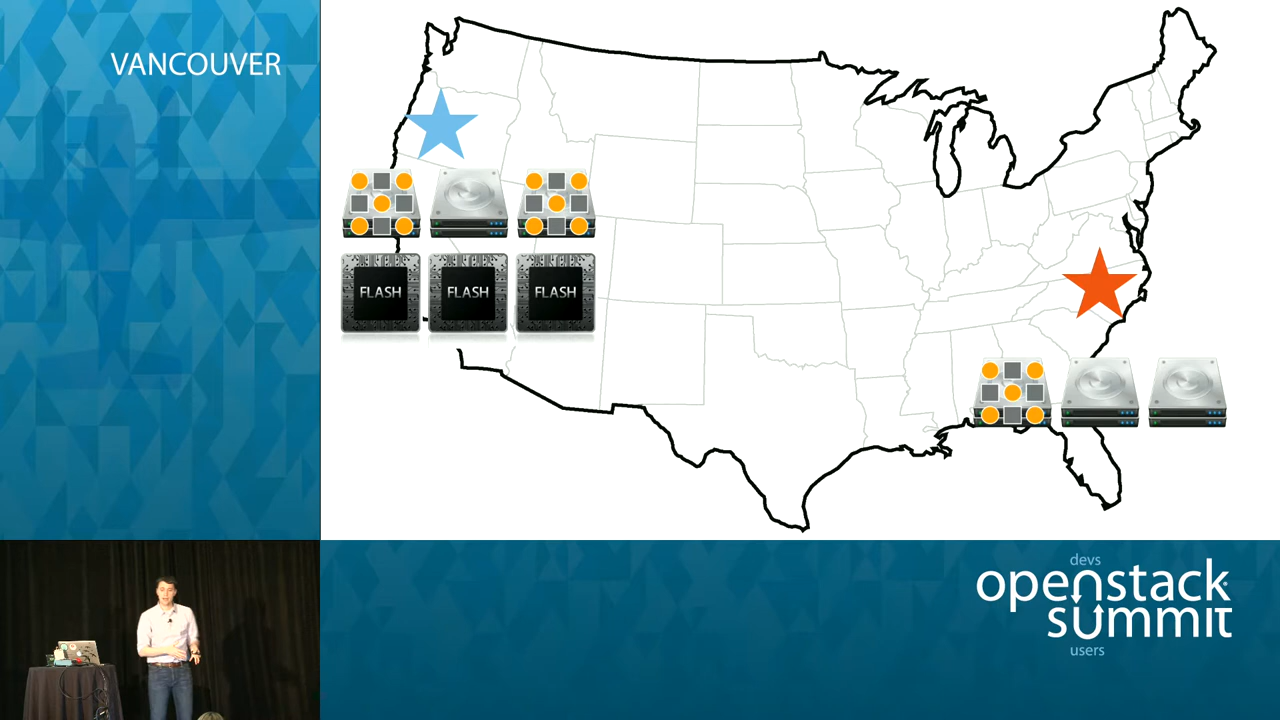 VANCOUVER
FLASH
FLASH
FLASH
devs
openstack
summit
users